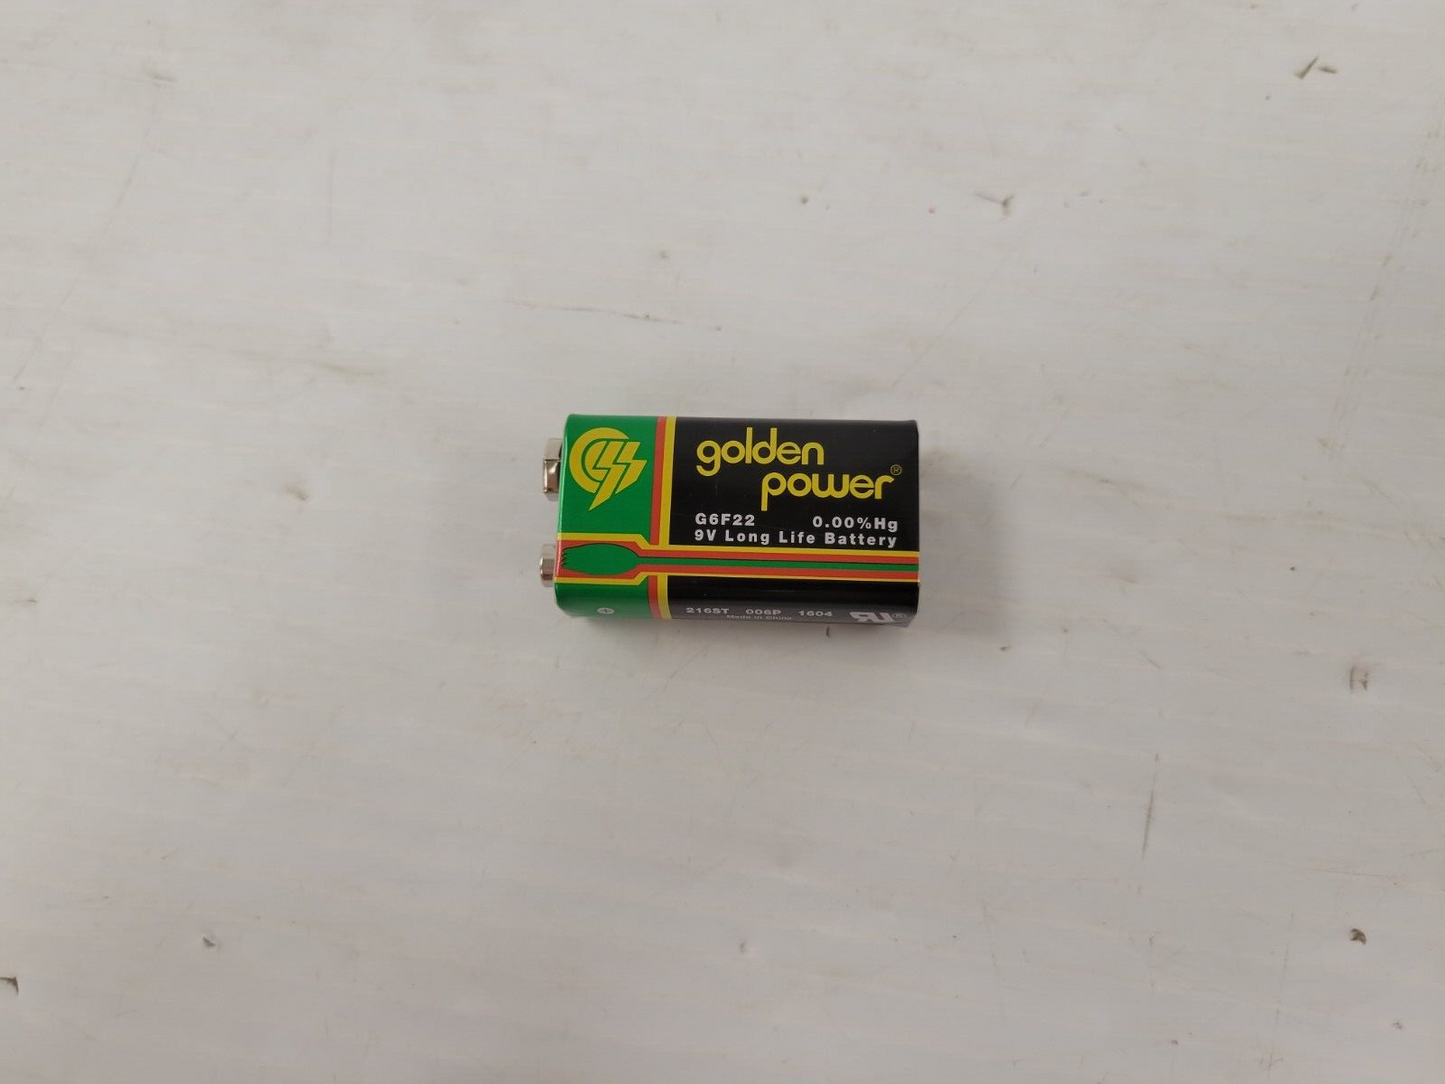 golden
power®
G6F22 0.00%Hg
9V Long Life Battery
+
216ST 006P 1604
Made in China